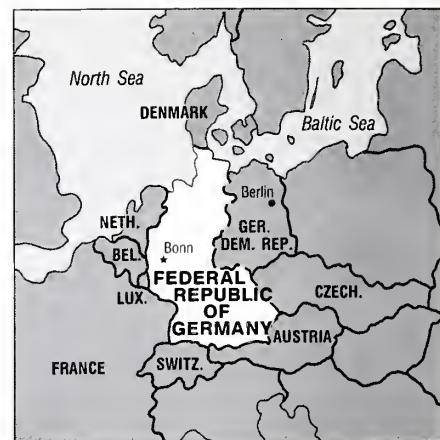 North Sea
DENMARK
Baltic Sea
Berlin
NETH.
GER.
DEM. REP.
BEL.
Bonn
FEDERAL
REPUBLIC
OF
GERMANY
LUX.
CZECH.
AUSTRIA
FRANCE
SWITZ.